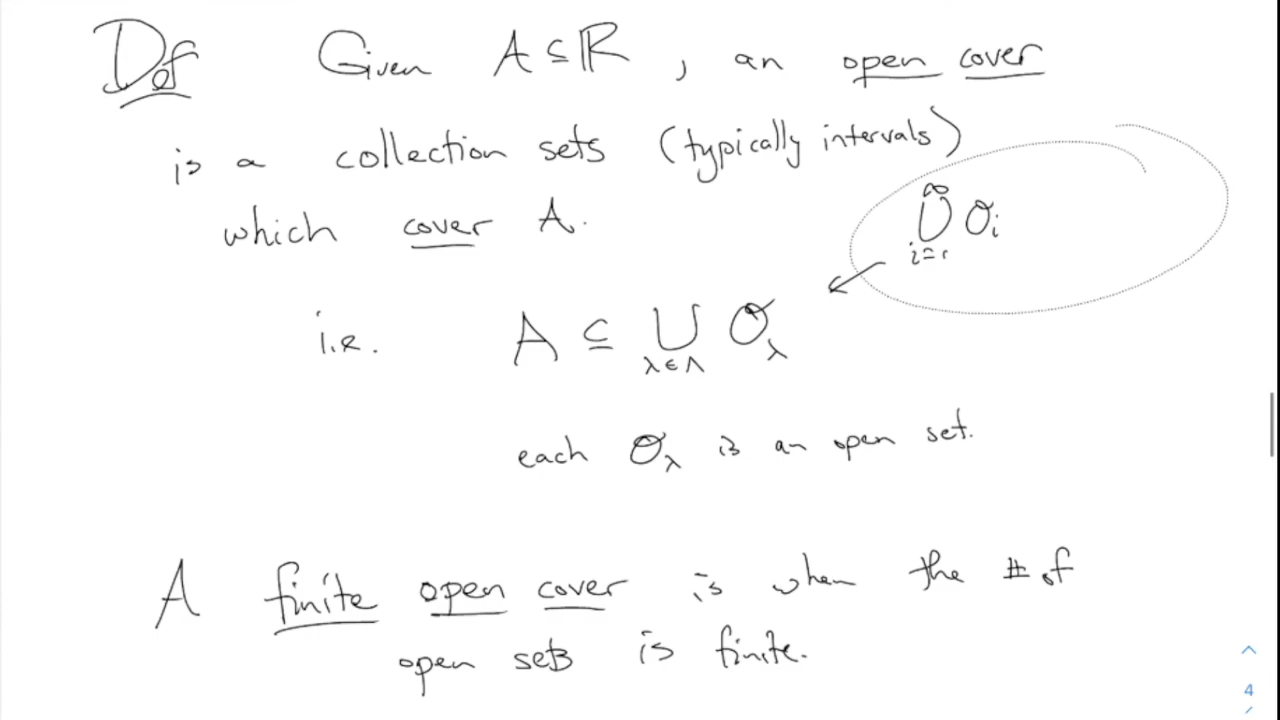 Def Given A ⊆ ℝ, an open cover
is a collection sets (typically intervals)
which cover A.
∞
⋃ O_i
i=1
i.e. A ⊆ ⋃ O_λ
λ∈Λ
each O_λ is an open set.
A finite open cover is when the # of
open sets is finite.
4